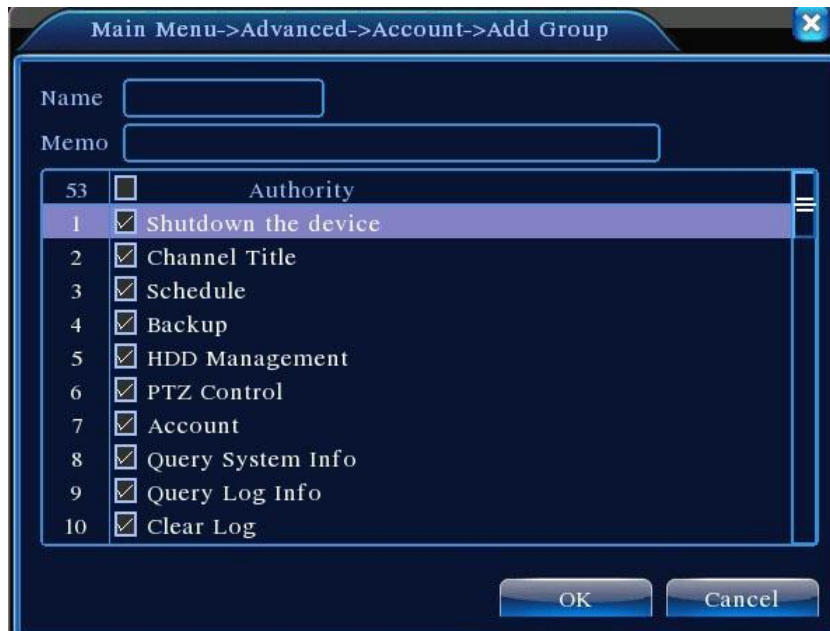 Main Menu->Advanced->Account->Add Group
Name
Memo
53 Authority
1 Shutdown the device
2 Channel Title
3 Schedule
4 Backup
5 HDD Management
6 PTZ Control
7 Account
8 Query System Info
9 Query Log Info
10 Clear Log
OK Cancel